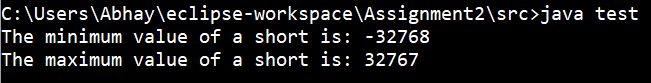 C:\Users\Abhay\eclipse-workspace\Assignment2\src>java test
The minimum value of a short is: -32768
The maximum value of a short is: 32767